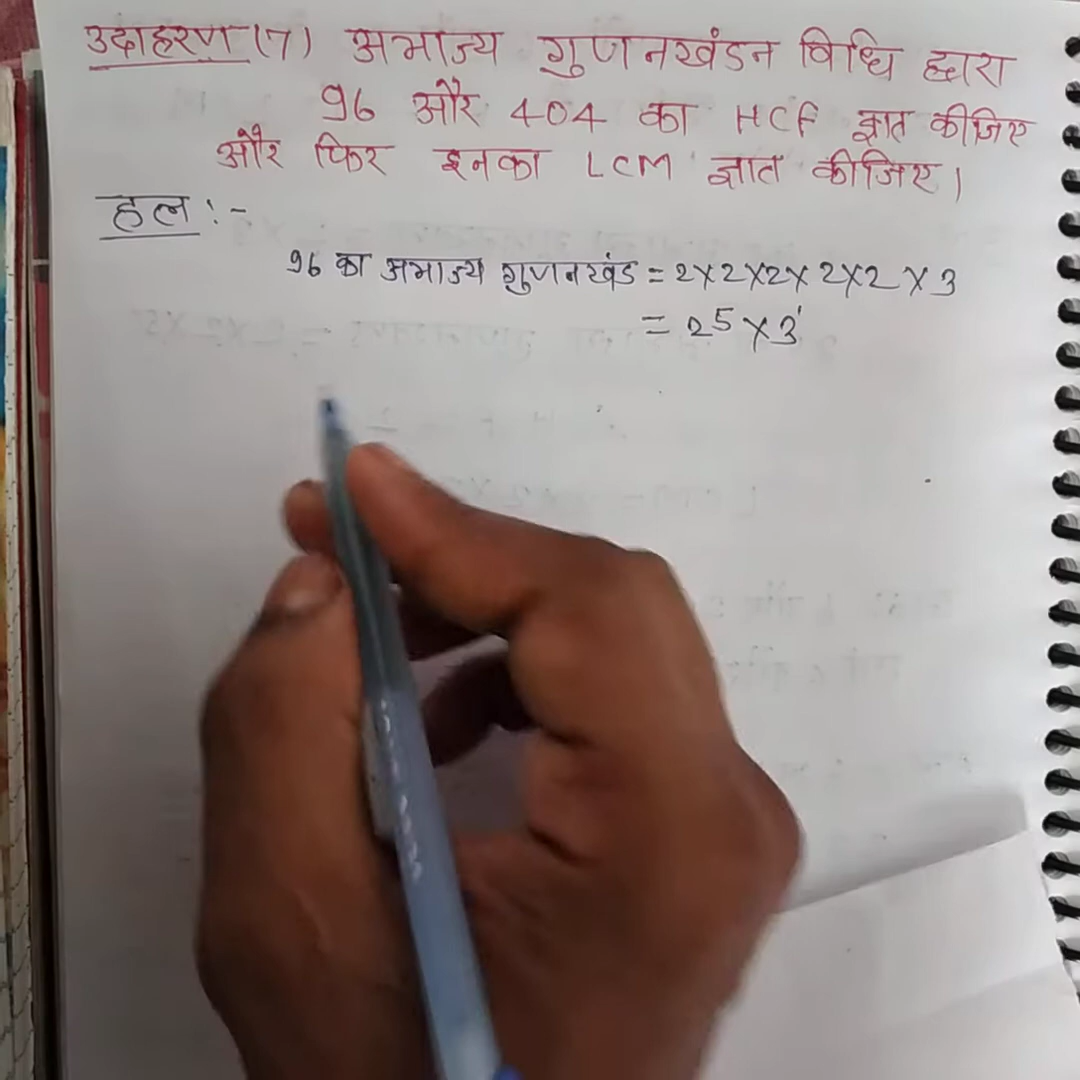 उदाहरण (7) अभाज्य गुणनखंडन विधि द्वारा
96 और 404 का HCF ज्ञात कीजिए
और फिर इनका LCM ज्ञात कीजिए।
हल :-
96 का अभाज्य गुणनखंड = 2×2×2×2×2×3
= 2⁵×3¹